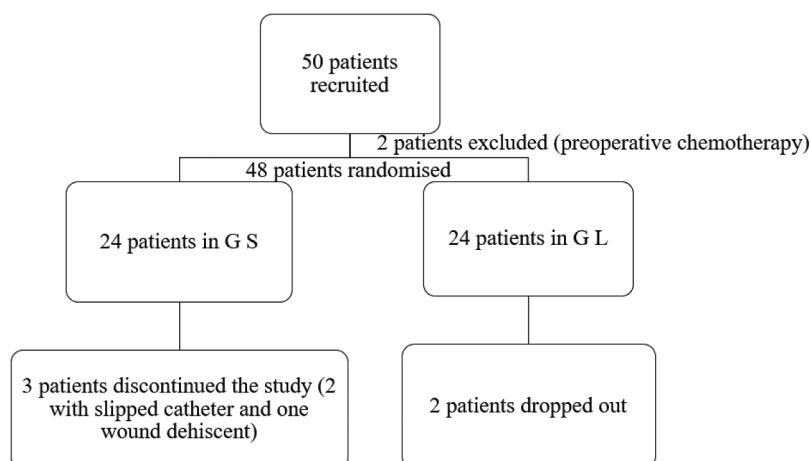 50 patients
recruited
2 patients excluded (preoperative chemotherapy)
48 patients randomised
24 patients in G S
24 patients in G L
3 patients discontinued the study (2
with slipped catheter and one
wound dehiscent)
2 patients dropped out